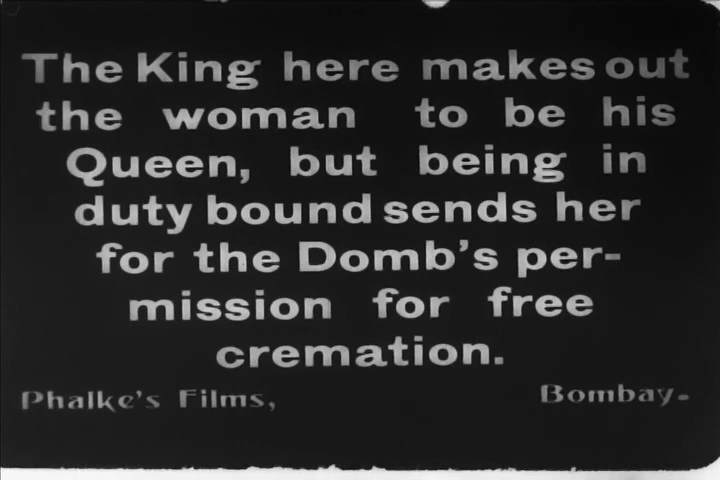 The King here makes out
the woman to be his
Queen, but being in
duty bound sends her
for the Domb's per-
mission for free
cremation.
Phalke's Films, Bombay.